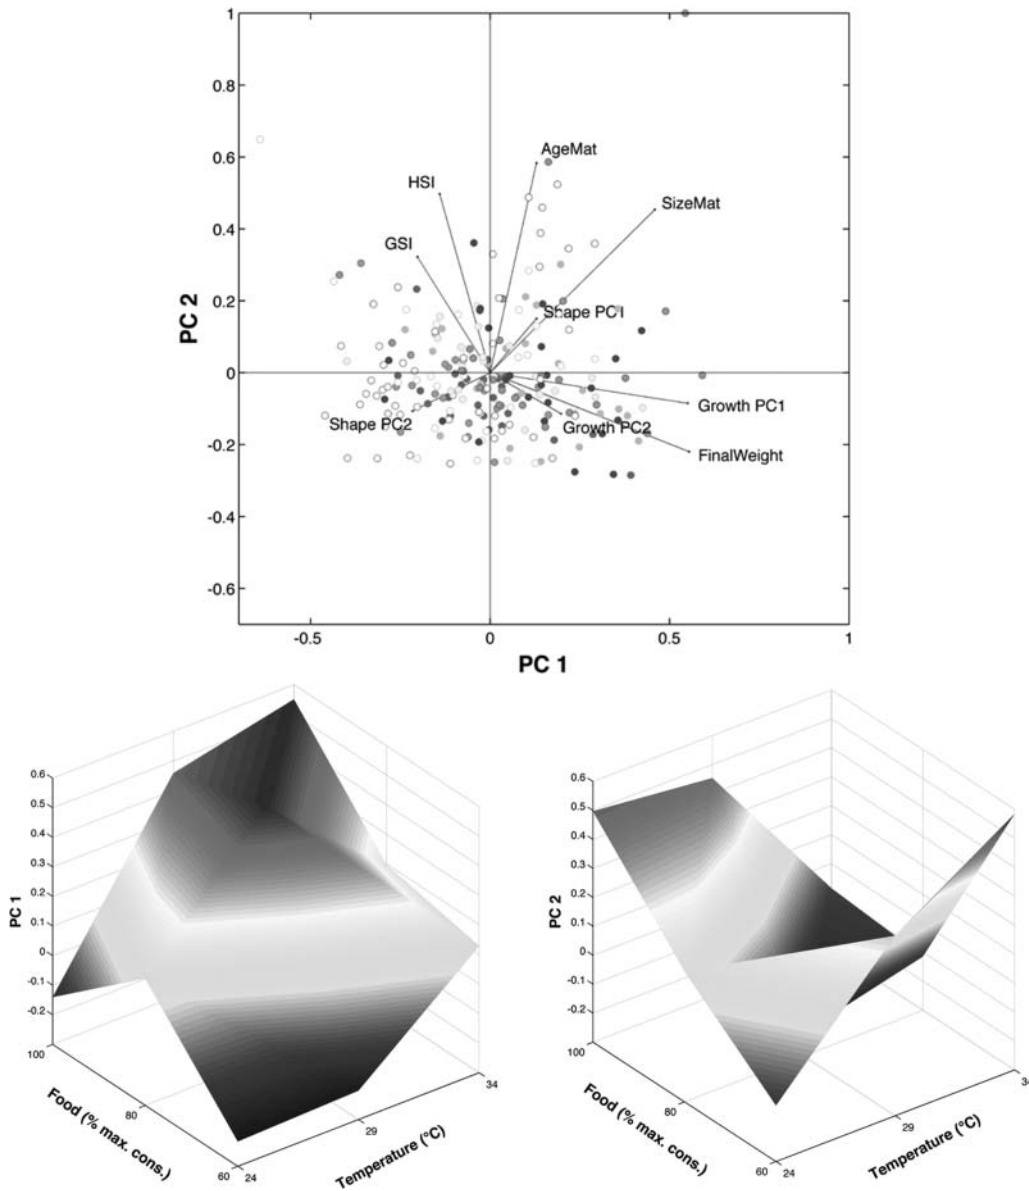 1
0.8
0.6
AgeMat
HSI
SizeMat
0.4
GSI
0.2
Shape PC1
PC 2
0
Growth PC1
Shape PC2
Growth PC2
-0.2
FinalWeight
-0.4
-0.6
-0.5
0
0.5
1
PC 1
0.6
0.5
0.4
0.3
0.2
0.1
0
-0.1
-0.2
PC 1
100
80
60
Food (% max. cons.)
24
29
34
Temperature (°C)
0.6
0.5
0.4
0.3
0.2
0.1
0
-0.1
-0.2
PC 2
100
80
60
Food (% max. cons.)
24
29
34
Temperature (°C)